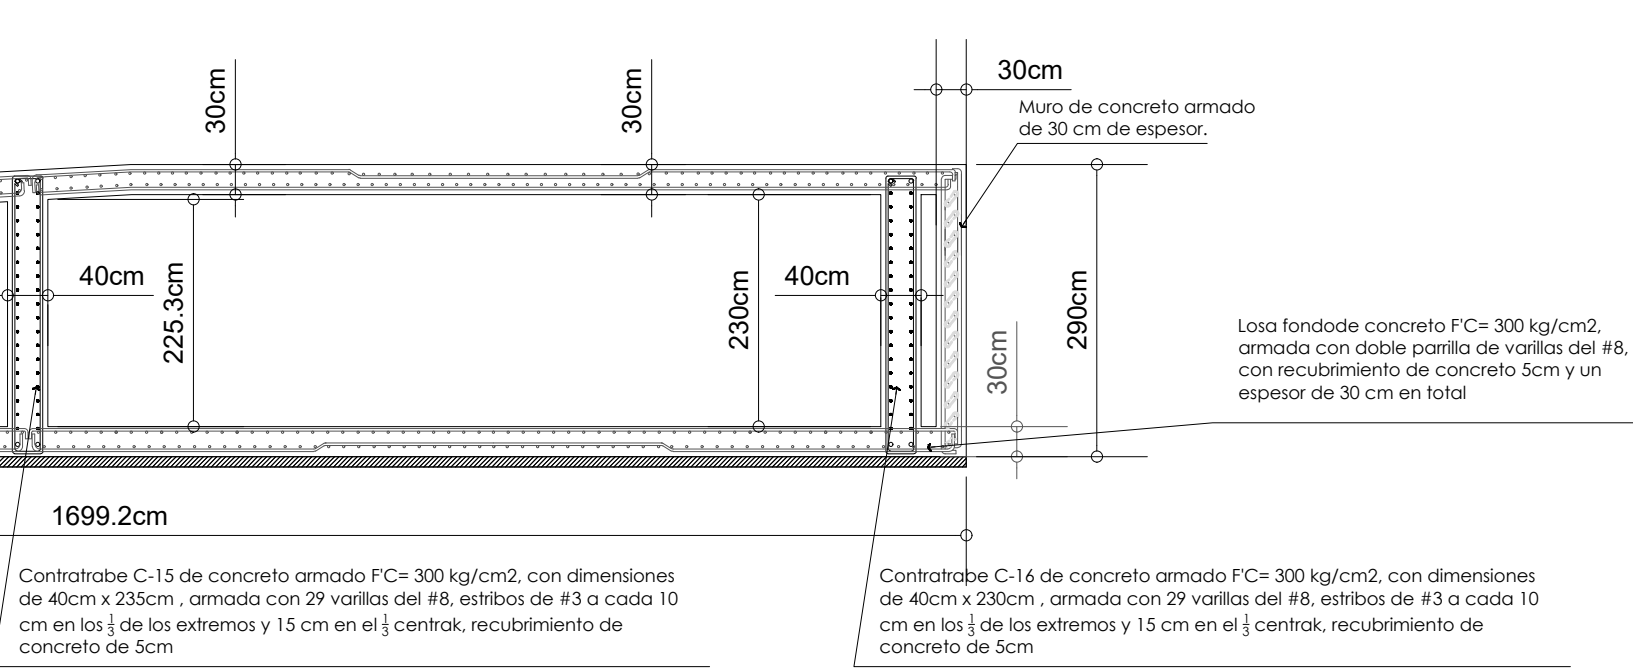 30cm
30cm
30cm
Muro de concreto armado
de 30 cm de espesor.
40cm
225.3cm
230cm
40cm
30cm
290cm
Losa fondode concreto F'C= 300 kg/cm2,
armada con doble parrilla de varillas del #8,
con recubrimiento de concreto 5cm y un
espesor de 30 cm en total
1699.2cm
Contratrabe C-15 de concreto armado F'C= 300 kg/cm2, con dimensiones
de 40cm x 235cm , armada con 29 varillas del #8, estribos de #3 a cada 10
cm en los 1/3 de los extremos y 15 cm en el 1/3 centrak, recubrimiento de
concreto de 5cm
Contratrabe C-16 de concreto armado F'C= 300 kg/cm2, con dimensiones
de 40cm x 230cm , armada con 29 varillas del #8, estribos de #3 a cada 10
cm en los 1/3 de los extremos y 15 cm en el 1/3 centrak, recubrimiento de
concreto de 5cm